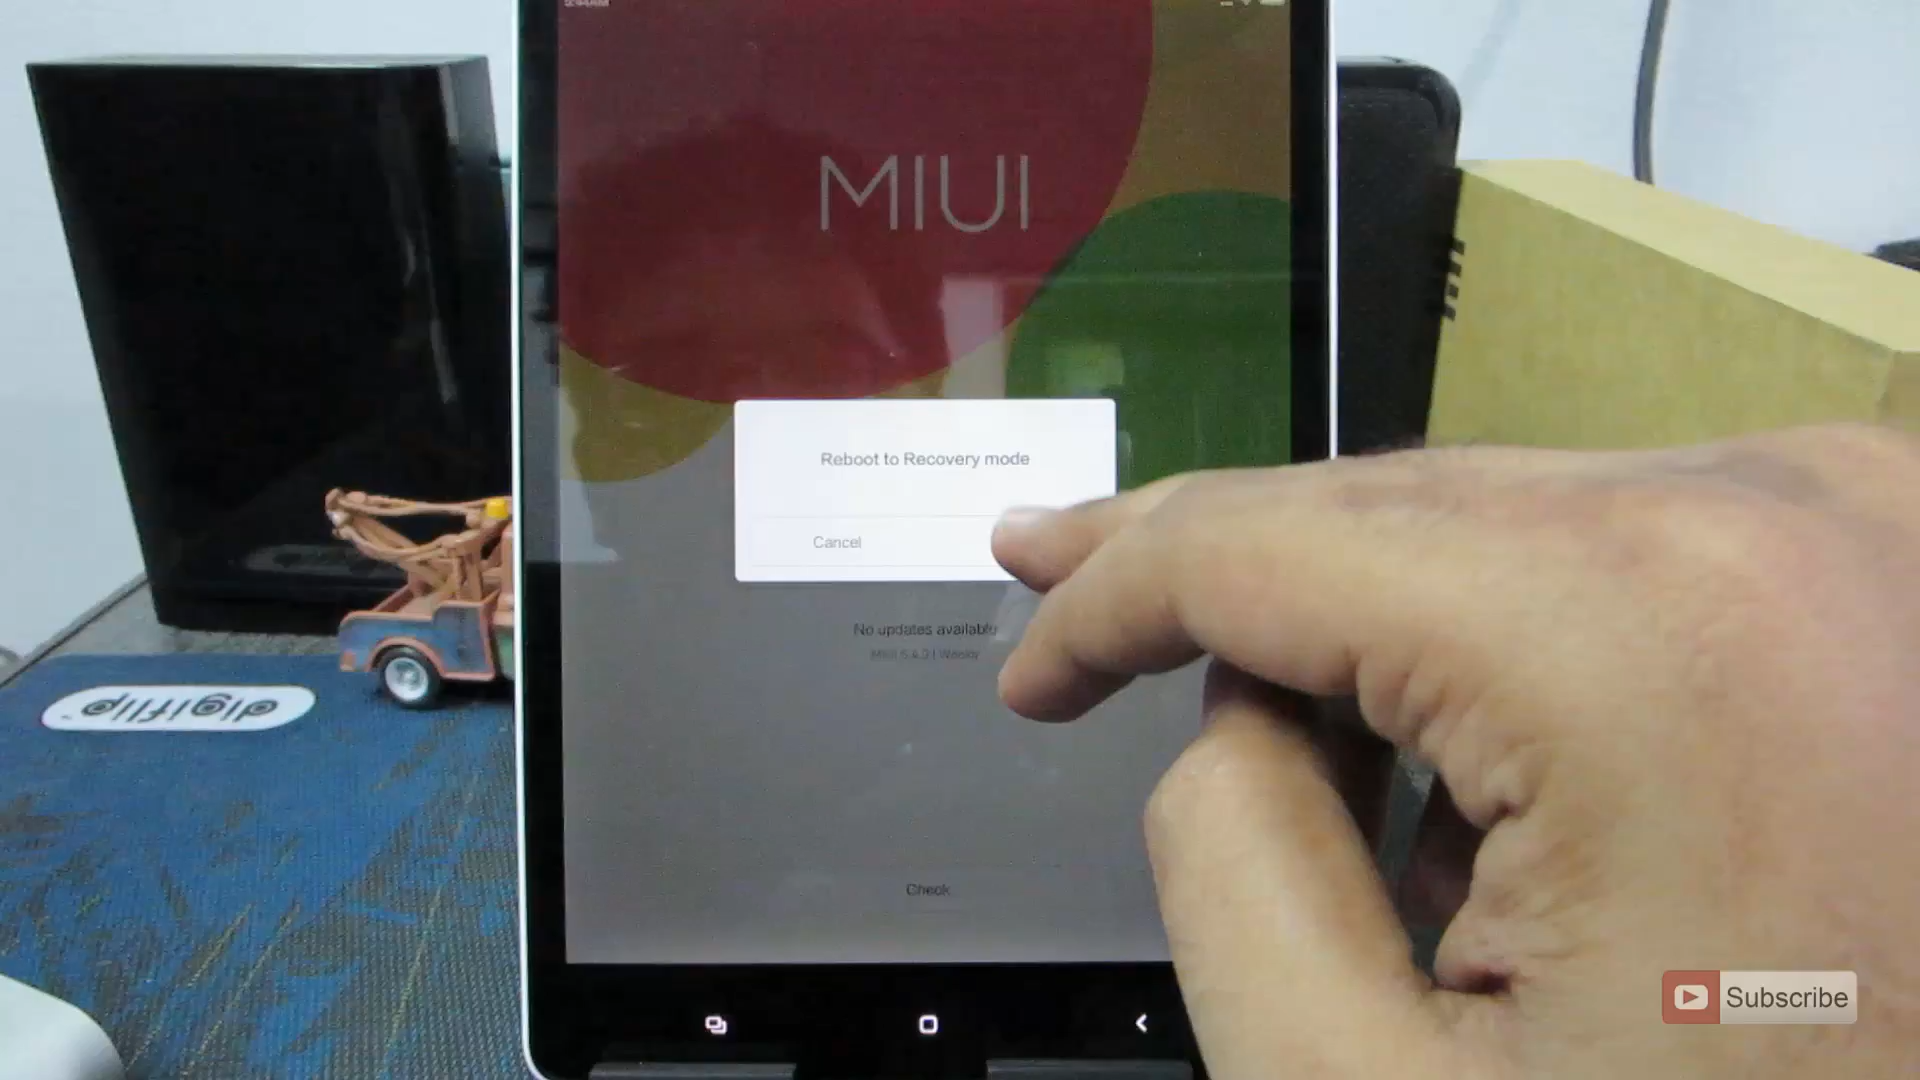 MIUI
Reboot to Recovery mode
Cancel
No updates available
Check
digiflip
Subscribe